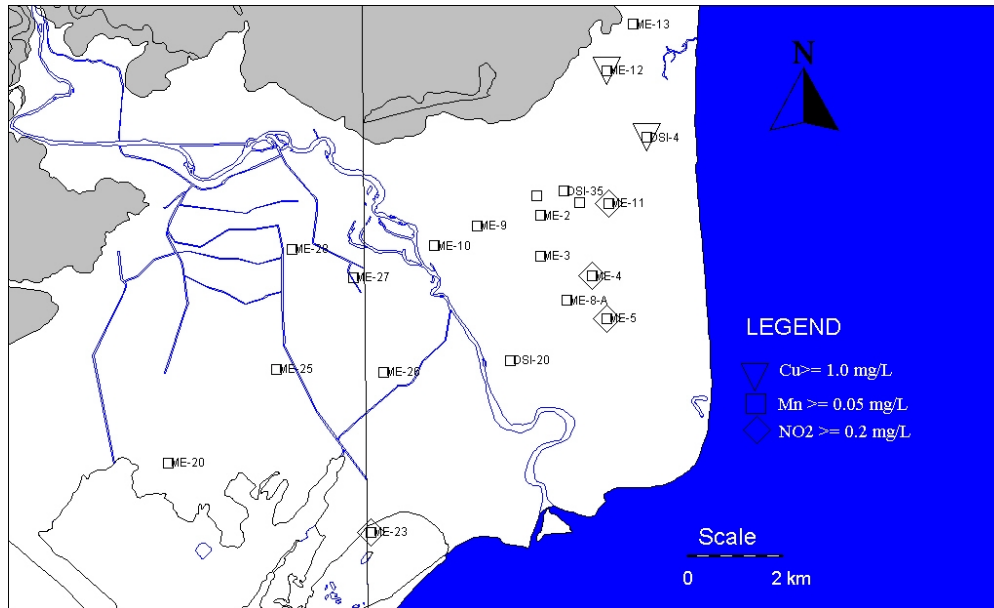 ME-13
ME-12
N
DSI-4
DSI-35
ME-11
ME-2
ME-9
ME-10
ME-28
ME-3
ME-27
ME-4
ME-8-A
ME-5
LEGEND
DSI-20
Cu>= 1.0 mg/L
ME-25
ME-26
Mn >= 0.05 mg/L
NO2 >= 0.2 mg/L
ME-20
ME-23
Scale
0 2 km